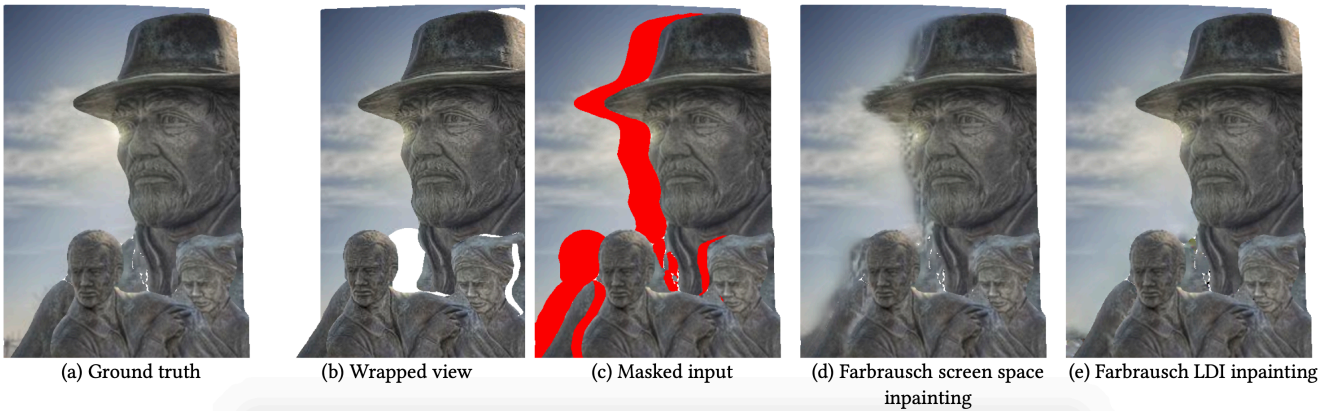 (a) Ground truth
(b) Wrapped view
(c) Masked input
(d) Farbrausch screen space
inpainting
(e) Farbrausch LDI inpainting